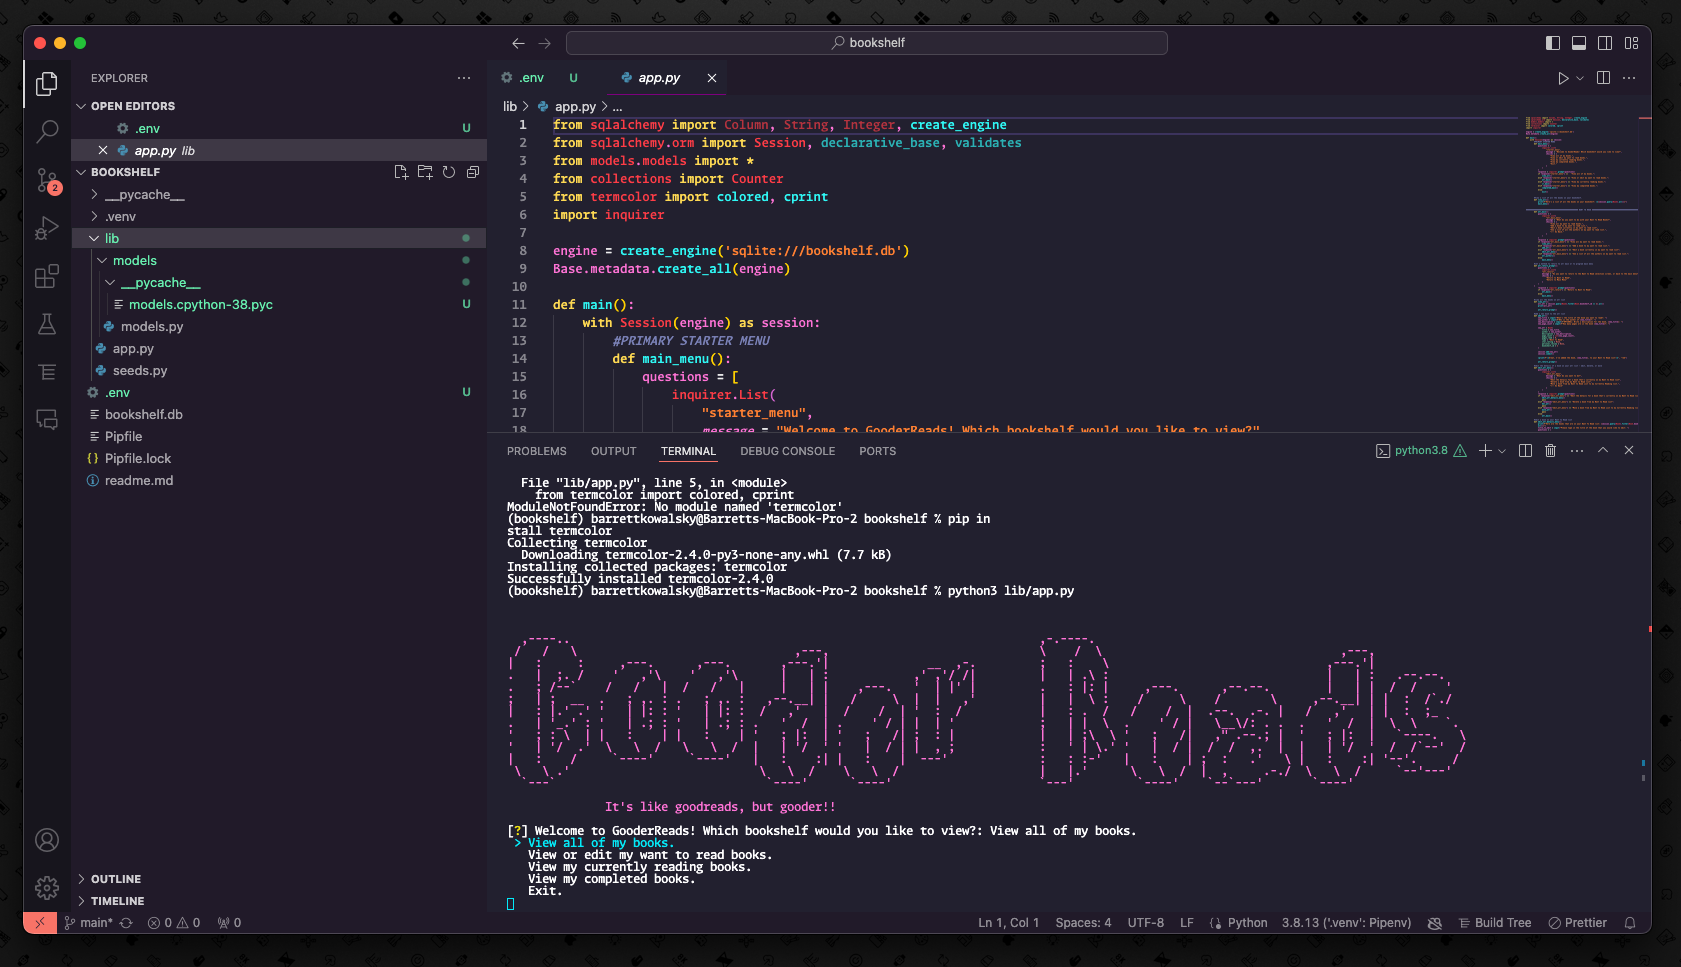 bookshelf
EXPLORER
OPEN EDITORS
.env U
app.py lib
BOOKSHELF
__pycache__
.venv
lib
models
__pycache__
models.cpython-38.pyc U
models.py
app.py
seeds.py
.env U
bookshelf.db
Pipfile
Pipfile.lock
readme.md
OUTLINE
TIMELINE
2
.env U app.py
lib > app.py > ...
1 from sqlalchemy import Column, String, Integer, create_engine
2 from sqlalchemy.orm import Session, declarative_base, validates
3 from models.models import *
4 from collections import Counter
5 from termcolor import colored, cprint
6 import inquirer
7
8 engine = create_engine('sqlite:///bookshelf.db')
9 Base.metadata.create_all(engine)
10
11 def main():
12 with Session(engine) as session:
13 #PRIMARY STARTER MENU
14 def main_menu():
15 questions = [
16 inquirer.List(
17 "starter_menu",
18 message = "Welcome to GooderReads! Which bookshelf would you like to view?"
PROBLEMS OUTPUT TERMINAL DEBUG CONSOLE PORTS
python3.8
File "lib/app.py", line 5, in <module>
from termcolor import colored, cprint
ModuleNotFoundError: No module named 'termcolor'
(bookshelf) barrettkowalsky@Barretts-MacBook-Pro-2 bookshelf % pip in
stall termcolor
Collecting termcolor
Downloading termcolor-2.4.0-py3-none-any.whl (7.7 kB)
Installing collected packages: termcolor
Successfully installed termcolor-2.4.0
(bookshelf) barrettkowalsky@Barretts-MacBook-Pro-2 bookshelf % python3 lib/app.py
Gooder Reads
It's like goodreads, but gooder!!
[?] Welcome to GooderReads! Which bookshelf would you like to view?: View all of my books.
> View all of my books.
View or edit my want to read books.
View my currently reading books.
View my completed books.
Exit.
main* 0 0 0
Ln 1, Col 1 Spaces: 4 UTF-8 LF Python 3.8.13 ('.venv': Pipenv) Build Tree Prettier